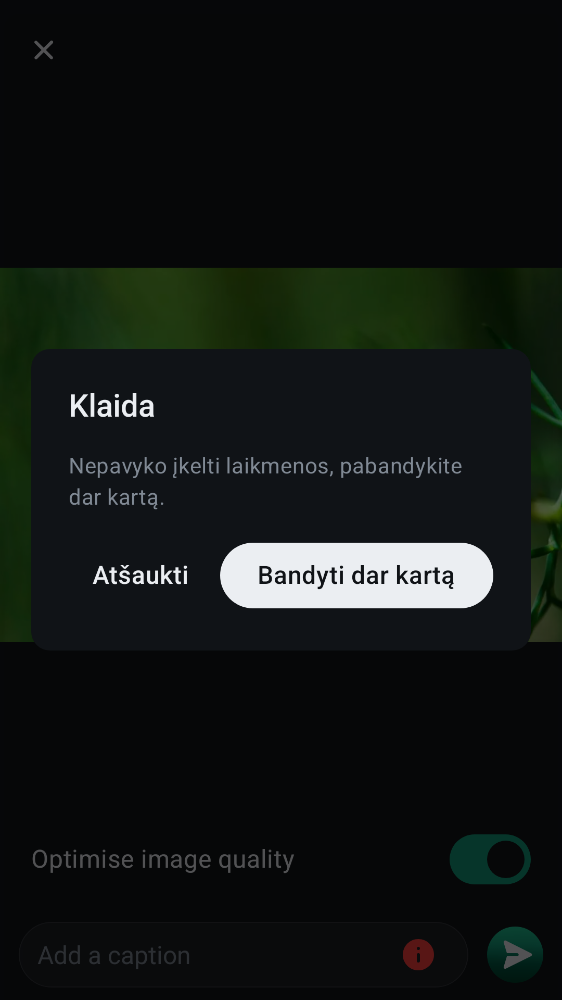 Klaida
Nepavyko įkelti laikmenos, pabandykite
dar kartą.
Atšaukti
Bandyti dar kartą
Optimise image quality
Add a caption